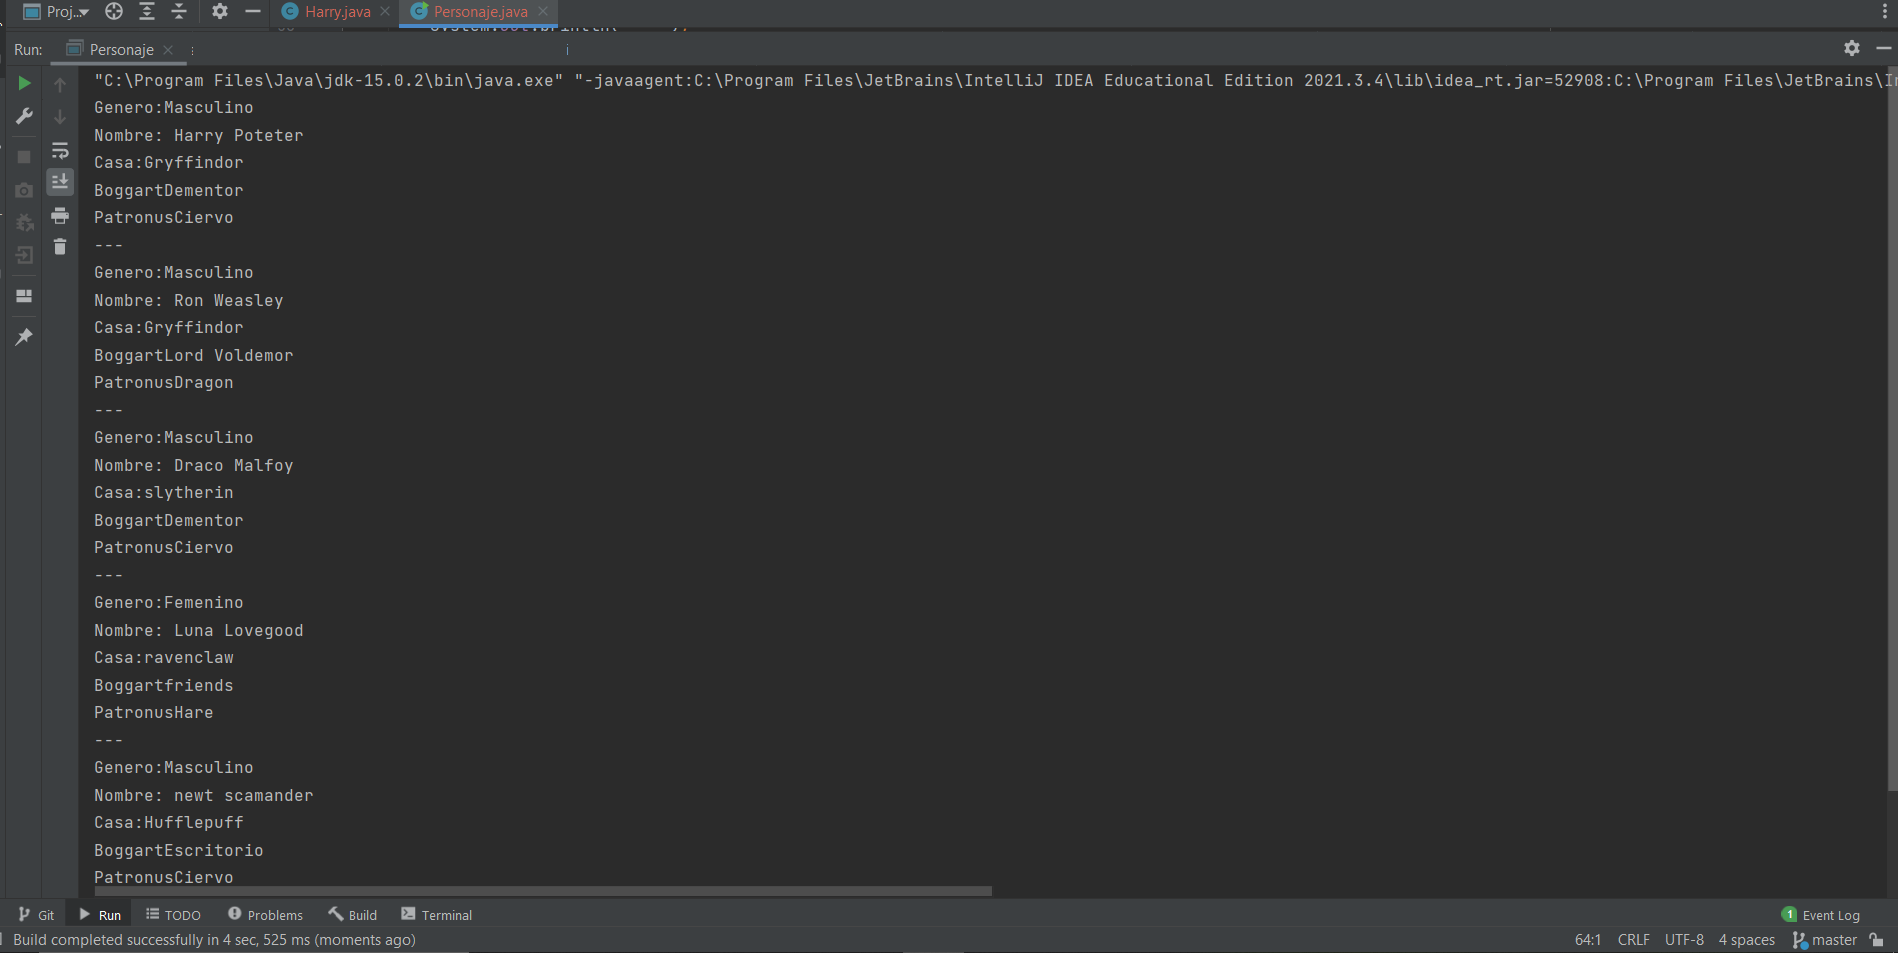 Proj...
Harry.java
Personaje.java
Run:
Personaje
"C:\Program Files\Java\jdk-15.0.2\bin\java.exe" "-javaagent:C:\Program Files\JetBrains\IntelliJ IDEA Educational Edition 2021.3.4\lib\idea_rt.jar=52908:C:\Program Files\JetBrains\In
Genero:Masculino
Nombre: Harry Poteter
Casa:Gryffindor
BoggartDementor
PatronusCiervo
---
Genero:Masculino
Nombre: Ron Weasley
Casa:Gryffindor
BoggartLord Voldemor
PatronusDragon
---
Genero:Masculino
Nombre: Draco Malfoy
Casa:slytherin
BoggartDementor
PatronusCiervo
---
Genero:Femenino
Nombre: Luna Lovegood
Casa:ravenclaw
Boggartfriends
PatronusHare
---
Genero:Masculino
Nombre: newt scamander
Casa:Hufflepuff
BoggartEscritorio
PatronusCiervo
Git Run TODO Problems Build Terminal 1 Event Log
Build completed successfully in 4 sec, 525 ms (moments ago) 64:1 CRLF UTF-8 4 spaces master